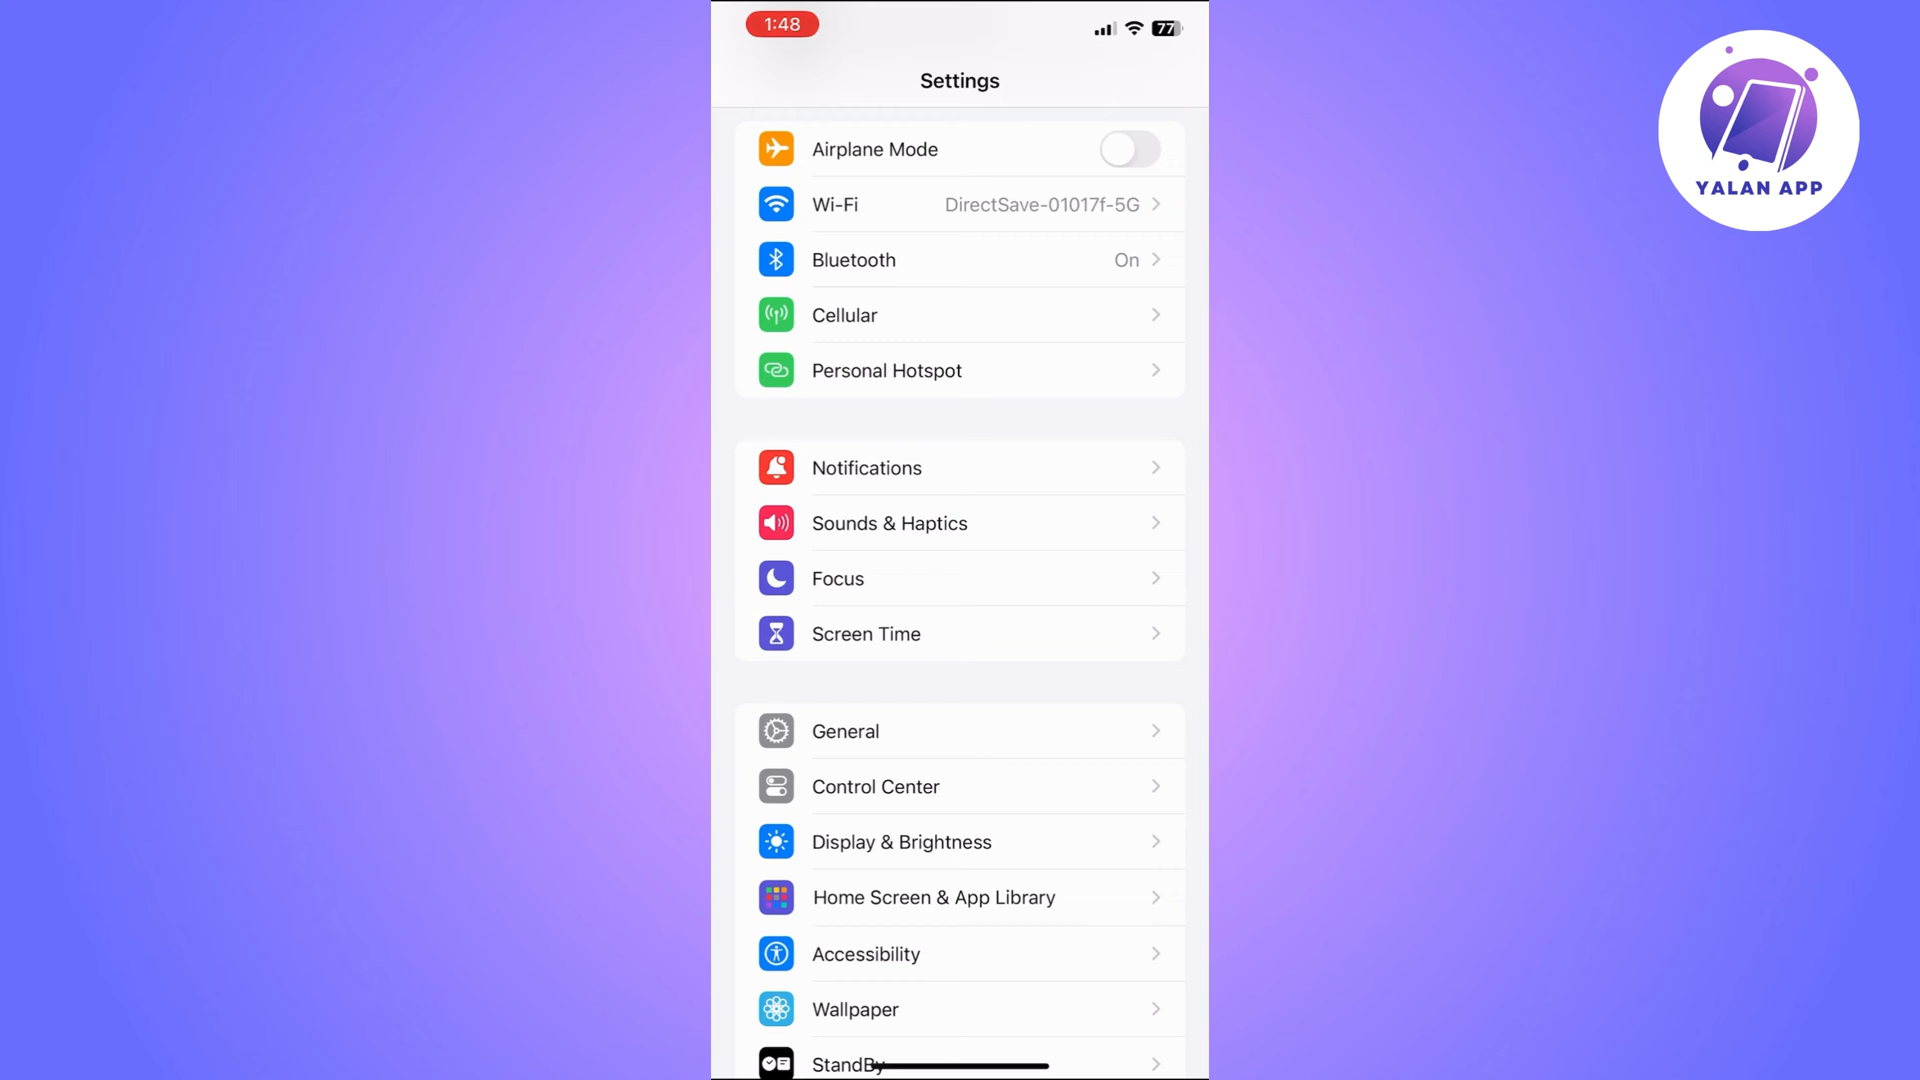 1:48
77
Settings
Airplane Mode
Wi-Fi DirectSave-01017f-5G
Bluetooth On
Cellular
Personal Hotspot
Notifications
Sounds & Haptics
Focus
Screen Time
General
Control Center
Display & Brightness
Home Screen & App Library
Accessibility
Wallpaper
StandBy
YALAN APP